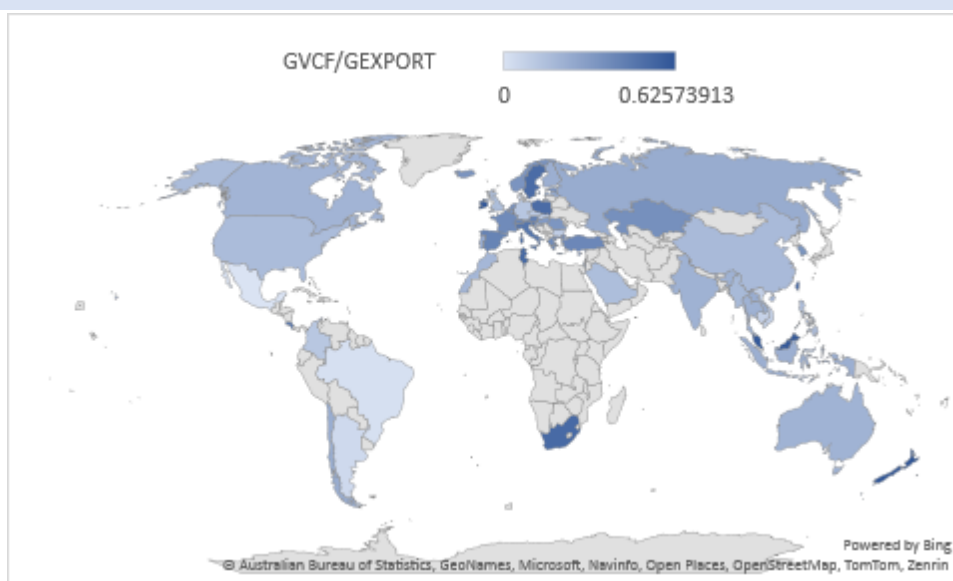 GVCF/GEXPORT
0 0.62573913
Powered by Bing
© Australian Bureau of Statistics, GeoNames, Microsoft, Navinfo, Open Places, OpenStreetMap, TomTom, Zenrin